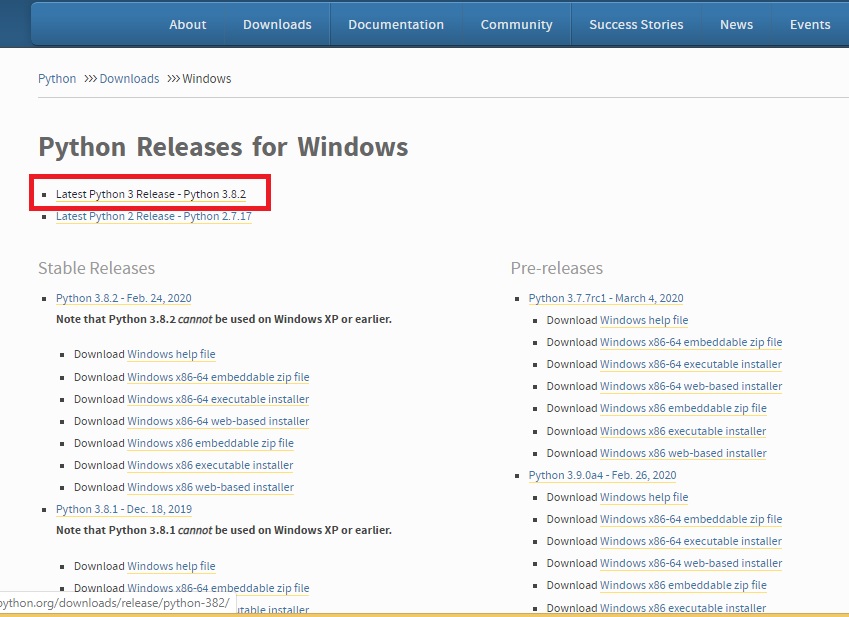 About Downloads Documentation Community Success Stories News Events
Python >>> Downloads >>> Windows
Python Releases for Windows
Latest Python 3 Release - Python 3.8.2
Latest Python 2 Release - Python 2.7.17
Stable Releases
Python 3.8.2 - Feb. 24, 2020
Note that Python 3.8.2 cannot be used on Windows XP or earlier.
Download Windows help file
Download Windows x86-64 embeddable zip file
Download Windows x86-64 executable installer
Download Windows x86-64 web-based installer
Download Windows x86 embeddable zip file
Download Windows x86 executable installer
Download Windows x86 web-based installer
Python 3.8.1 - Dec. 18, 2019
Note that Python 3.8.1 cannot be used on Windows XP or earlier.
Download Windows help file
Download Windows x86-64 embeddable zip file
installer
Pre-releases
Python 3.7.7rc1 - March 4, 2020
Download Windows help file
Download Windows x86-64 embeddable zip file
Download Windows x86-64 executable installer
Download Windows x86-64 web-based installer
Download Windows x86 embeddable zip file
Download Windows x86 executable installer
Download Windows x86 web-based installer
Python 3.9.0a4 - Feb. 26, 2020
Download Windows help file
Download Windows x86-64 embeddable zip file
Download Windows x86-64 executable installer
Download Windows x86-64 web-based installer
Download Windows x86 embeddable zip file
Download Windows x86 executable installer
python.org/downloads/release/python-382/